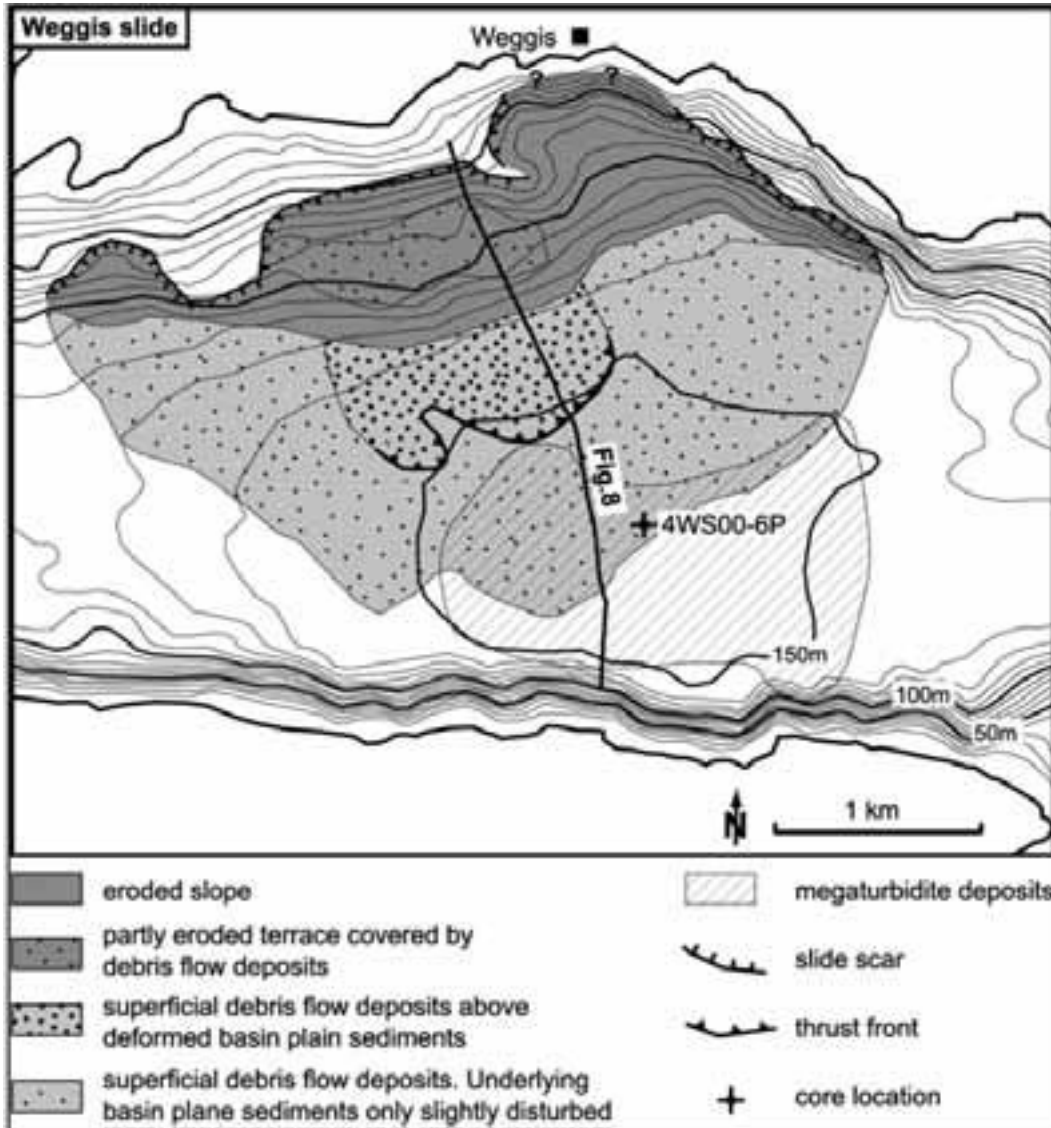 Weggis slide
Weggis
?
?
Fig.8
4WS00-6P
150m
100m
50m
N
1 km
eroded slope
partly eroded terrace covered by
debris flow deposits
superficial debris flow deposits above
deformed basin plain sediments
superficial debris flow deposits. Underlying
basin plane sediments only slightly disturbed
megaturbidite deposits
slide scar
thrust front
core location